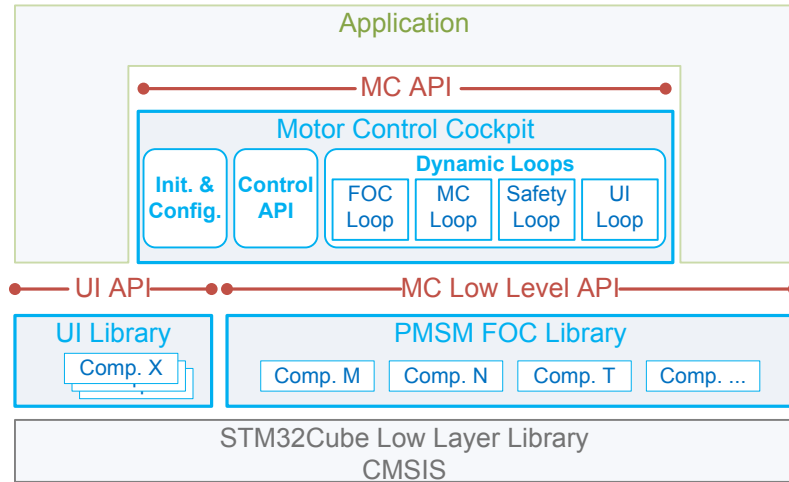 Application
MC API
Motor Control Cockpit
Init. &
Config.
Control
API
Dynamic Loops
FOC
Loop
MC
Loop
Safety
Loop
UI
Loop
UI API
MC Low Level API
UI Library
Comp. X
PMSM FOC Library
Comp. M
Comp. N
Comp. T
Comp. ...
STM32Cube Low Layer Library
CMSIS